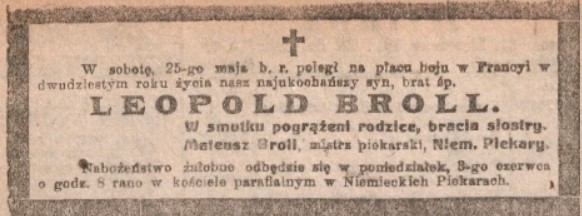 W sobotę, 25-go maja b. r. poległ na placu boju w Francyi w
dwudziestym roku życia nasz najukochańszy syn, brat śp.
LEOPOLD BROLL.
W smutku pogrążeni rodzice, bracia siostry.
Mateusz Broll, mistrz piekarski, Niem. Piekary.
Nabożeństwo żałobne odbędzie się w poniedziałek, 3-go czerwca
o godz. 8 rano w kościele parafialnym w Niemieckich Piekarach.